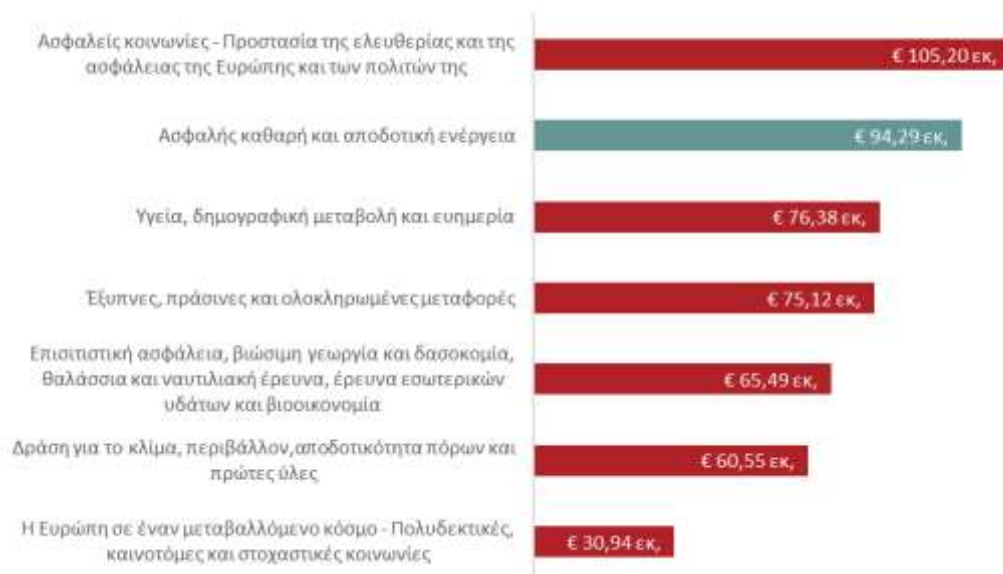 Ασφαλείς κοινωνίες - Προστασία της ελευθερίας και της
ασφάλειας της Ευρώπης και των πολιτών της
€ 105,20 εκ,
Ασφαλής καθαρή και αποδοτική ενέργεια
€ 94,29 εκ,
Υγεία, δημογραφική μεταβολή και ευημερία
€ 76,38 εκ,
Έξυπνες, πράσινες και ολοκληρωμένες μεταφορές
€ 75,12 εκ,
Επισιτιστική ασφάλεια, βιώσιμη γεωργία και δασοκομία,
θαλάσσια και ναυτιλιακή έρευνα, έρευνα εσωτερικών
υδάτων και βιοοικονομία
€ 65,49 εκ,
Δράση για το κλίμα, περιβάλλον,αποδοτικότητα πόρων και
πρώτες ύλες
€ 60,55 εκ,
Η Ευρώπη σε έναν μεταβαλλόμενο κόσμο - Πολυδεκτικές,
καινοτόμες και στοχαστικές κοινωνίες
€ 30,94 εκ,